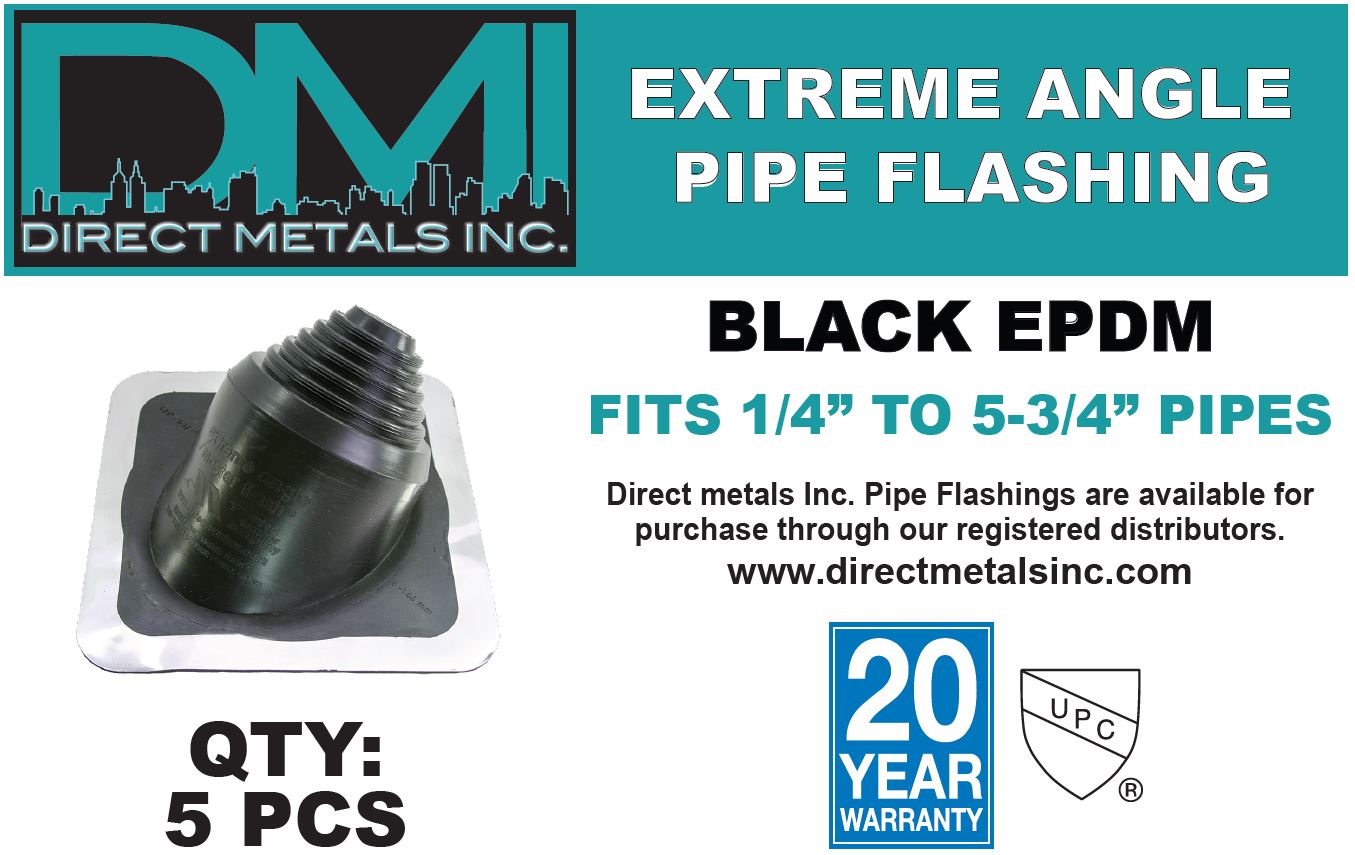 DMI
DIRECT METALS INC.
EXTREME ANGLE
PIPE FLASHING
BLACK EPDM
FITS 1/4” TO 5-3/4” PIPES
Direct metals Inc. Pipe Flashings are available for
purchase through our registered distributors.
www.directmetalsinc.com
QTY:
5 PCS
20
YEAR
WARRANTY
UPC
®